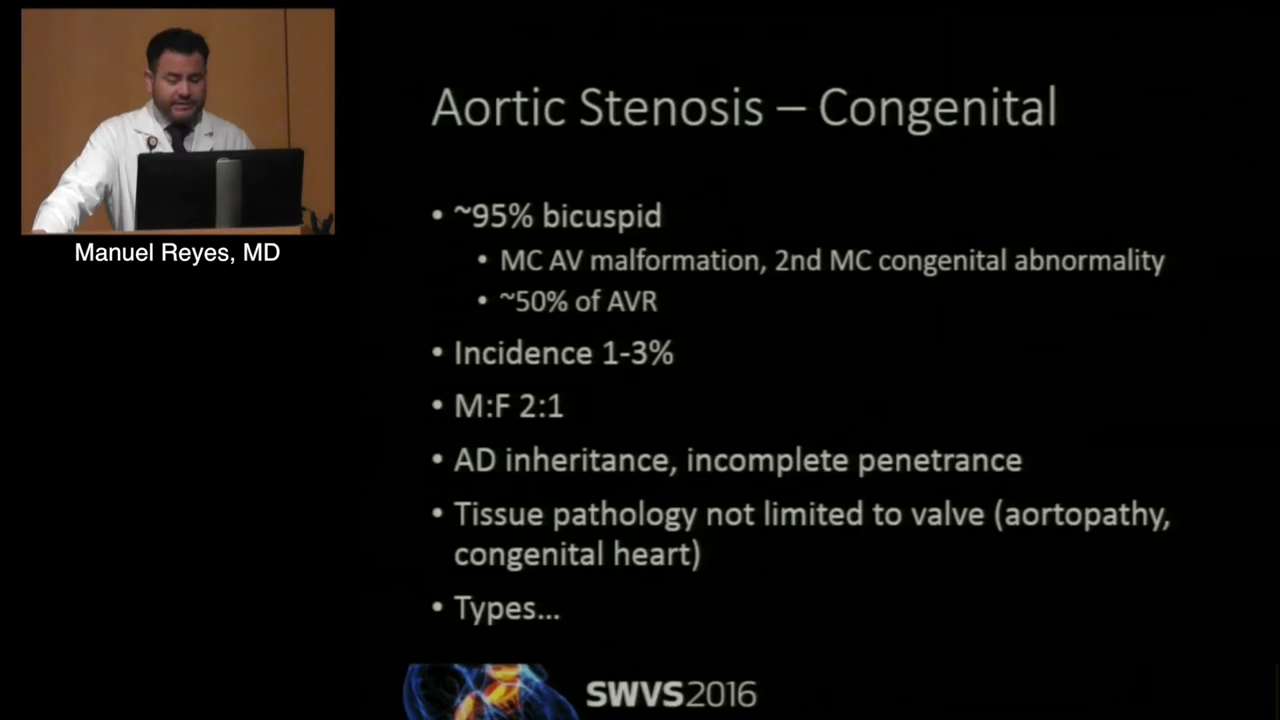 Manuel Reyes, MD
Aortic Stenosis – Congenital
• ~95% bicuspid
• MC AV malformation, 2nd MC congenital abnormality
• ~50% of AVR
• Incidence 1-3%
• M:F 2:1
• AD inheritance, incomplete penetrance
• Tissue pathology not limited to valve (aortopathy,
congenital heart)
• Types...
SWVS2016